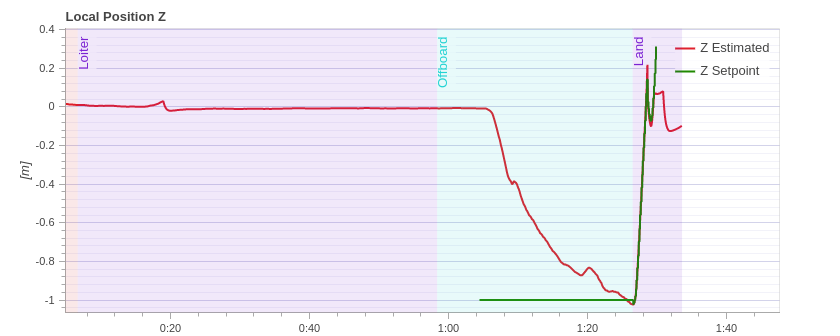 Local Position Z
Loiter
Offboard
Land
Z Estimated
Z Setpoint
0.4
0.2
0
-0.2
-0.4
-0.6
-0.8
-1
[m]
0:20
0:40
1:00
1:20
1:40